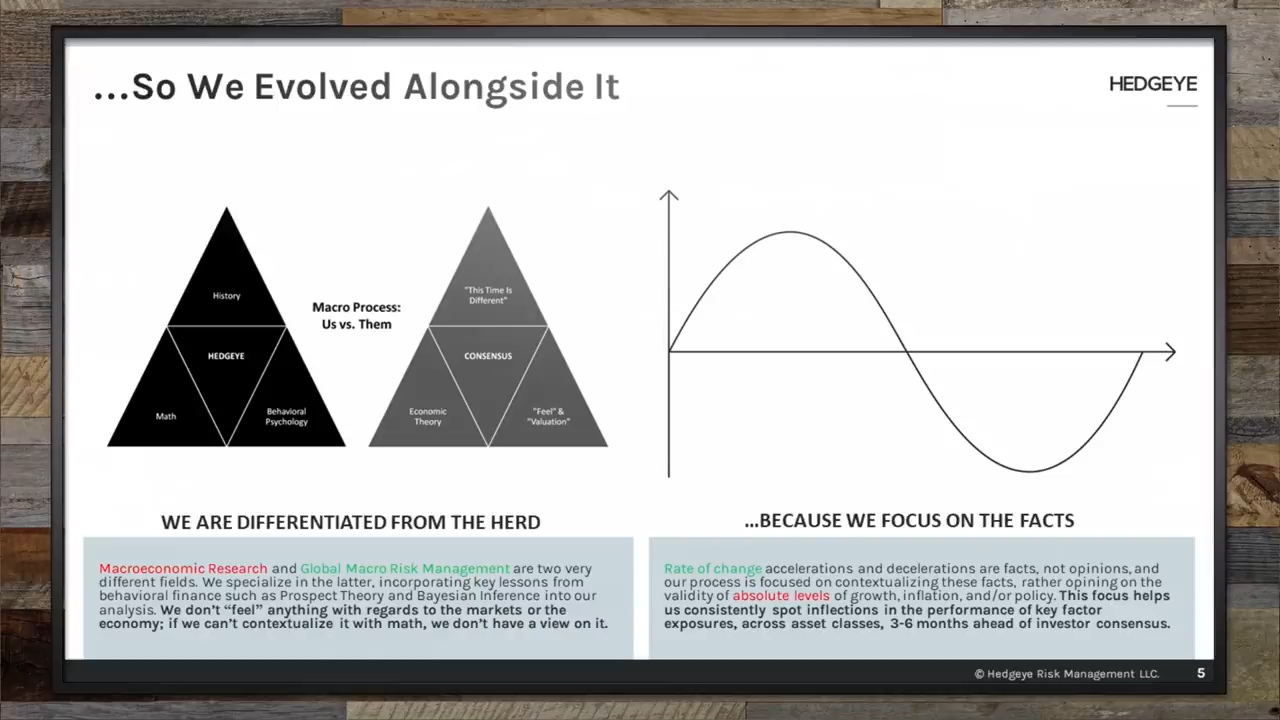 ...So We Evolved Alongside It
HEDGEYE
History
HEDGEYE
Math
Behavioral
Psychology
Macro Process:
Us vs. Them
"This Time Is
Different"
CONSENSUS
Economic
Theory
"Feel" &
"Valuation"
WE ARE DIFFERENTIATED FROM THE HERD
Macroeconomic Research and Global Macro Risk Management are two very
different fields. We specialize in the latter, incorporating key lessons from
behavioral finance such as Prospect Theory and Bayesian Inference into our
analysis. We don't “feel” anything with regards to the markets or the
economy; if we can't contextualize it with math, we don't have a view on it.
...BECAUSE WE FOCUS ON THE FACTS
Rate of change accelerations and decelerations are facts, not opinions, and
our process is focused on contextualizing these facts, rather opining on the
validity of absolute levels of growth, inflation, and/or policy. This focus helps
us consistently spot inflections in the performance of key factor
exposures, across asset classes, 3-6 months ahead of investor consensus.
© Hedgeye Risk Management LLC.
5